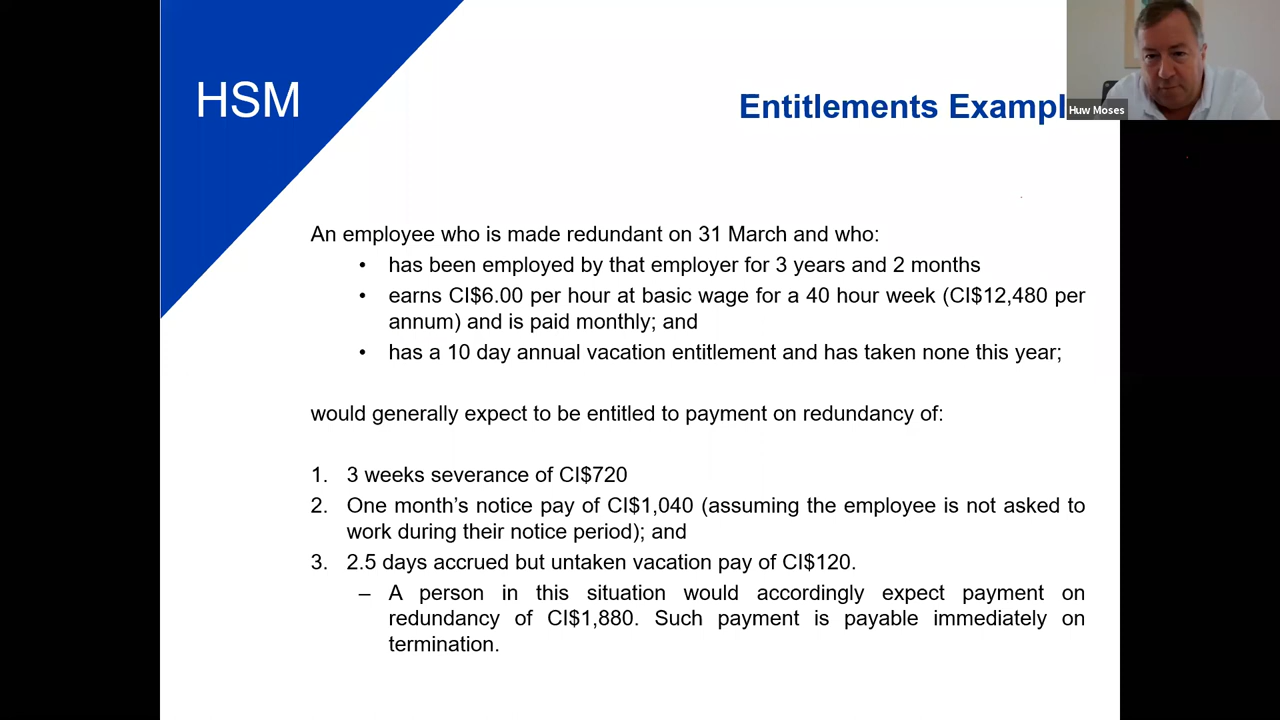 HSM
Entitlements Exampl
Huw Moses
An employee who is made redundant on 31 March and who:
• has been employed by that employer for 3 years and 2 months
• earns CI$6.00 per hour at basic wage for a 40 hour week (CI$12,480 per
annum) and is paid monthly; and
• has a 10 day annual vacation entitlement and has taken none this year;
would generally expect to be entitled to payment on redundancy of:
1. 3 weeks severance of CI$720
2. One month’s notice pay of CI$1,040 (assuming the employee is not asked to
work during their notice period); and
3. 2.5 days accrued but untaken vacation pay of CI$120.
– A person in this situation would accordingly expect payment on
redundancy of CI$1,880. Such payment is payable immediately on
termination.